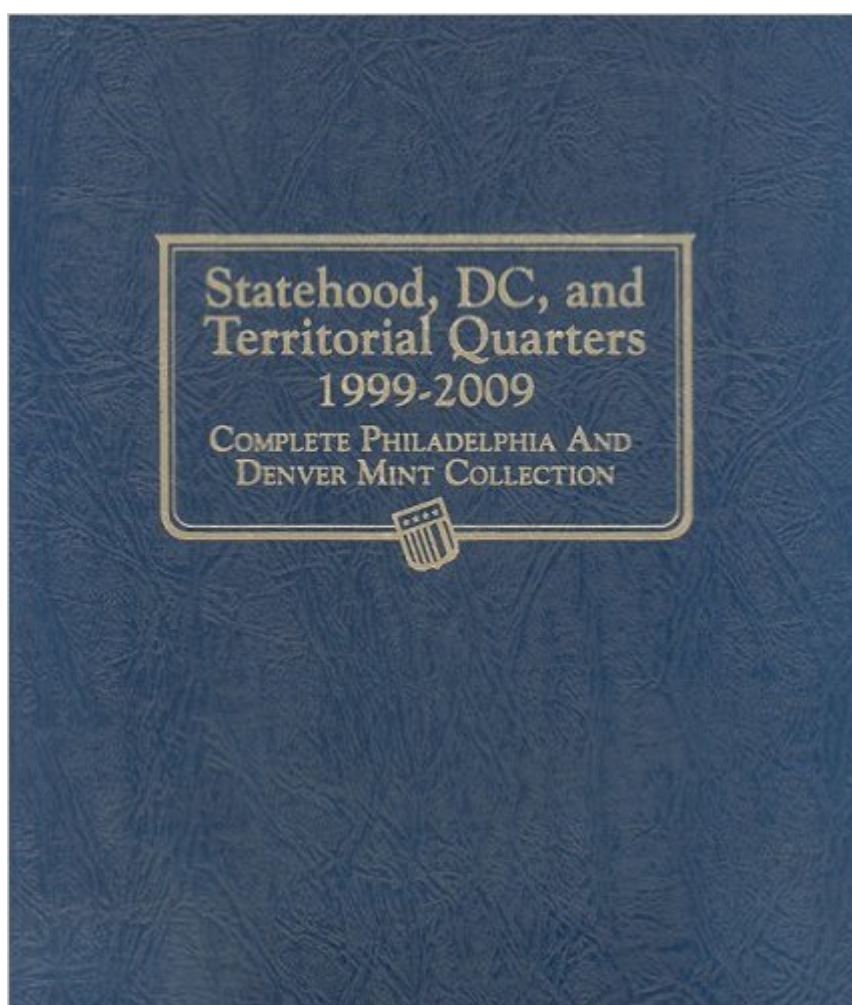 Statehood, DC, and
Territorial Quarters
1999-2009
Complete Philadelphia And
Denver Mint Collection